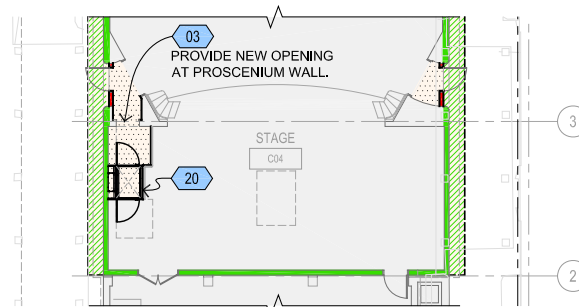 03
PROVIDE NEW OPENING
AT PROSCENIUM WALL.
3
STAGE
C04
20
2